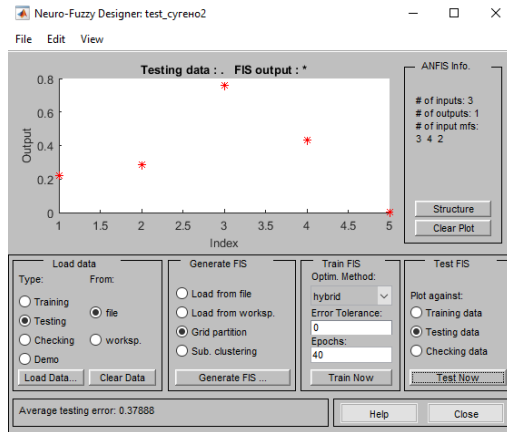 Neuro-Fuzzy Designer: test_сугено2
File Edit View
Testing data : . FIS output : *
0.8
0.6
0.4
0.2
0
Output
1 1.5 2 2.5 3 3.5 4 4.5 5
Index
ANFIS Info.
# of inputs: 3
# of outputs: 1
# of input mfs:
3 4 2
Structure
Clear Plot
Load data
Type: From:
Training
Testing
Checking
Demo
file
worksp.
Load Data... Clear Data
Generate FIS
Load from file
Load from worksp.
Grid partition
Sub. clustering
Generate FIS ...
Train FIS
Optim. Method:
hybrid
Error Tolerance:
0
Epochs:
40
Train Now
Test FIS
Plot against:
Training data
Testing data
Checking data
Test Now
Average testing error: 0.37888
Help Close